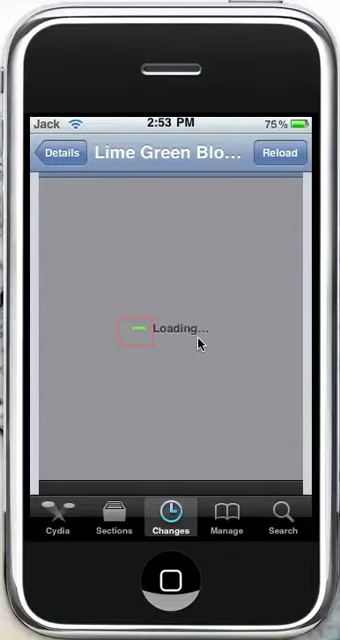 Jack 2:53 PM 75%
Details Lime Green Blo... Reload
Loading...
Cydia Sections Changes Manage Search